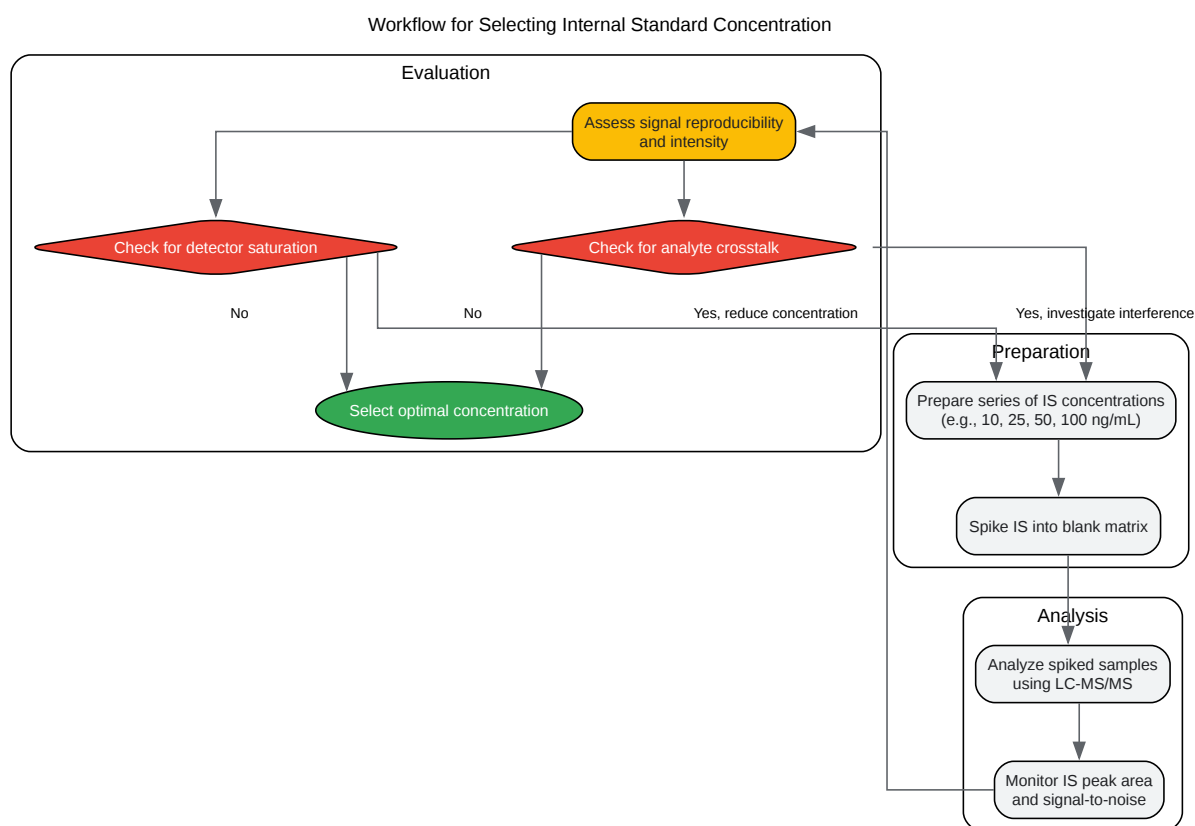 Workflow for Selecting Internal Standard Concentration
Evaluation
Assess signal reproducibility
and intensity
Check for detector saturation
Check for analyte crosstalk
No
No
Yes, reduce concentration
Yes, investigate interference
Select optimal concentration
Preparation
Prepare series of IS concentrations
(e.g., 10, 25, 50, 100 ng/mL)
Spike IS into blank matrix
Analysis
Analyze spiked samples
using LC-MS/MS
Monitor IS peak area
and signal-to-noise